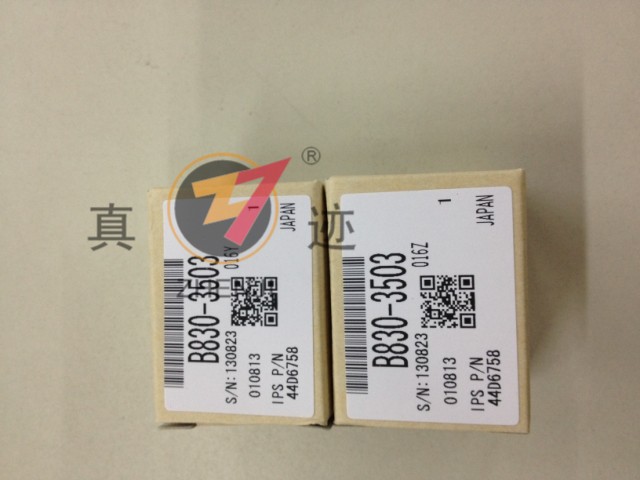 B830-3503
016Y
1
S/N:130823
010813
JAPAN
IPS P/N
44D6758
B830-3503
016Z
1
S/N:130823
010813
JAPAN
IPS P/N
44D6758
真迹
®